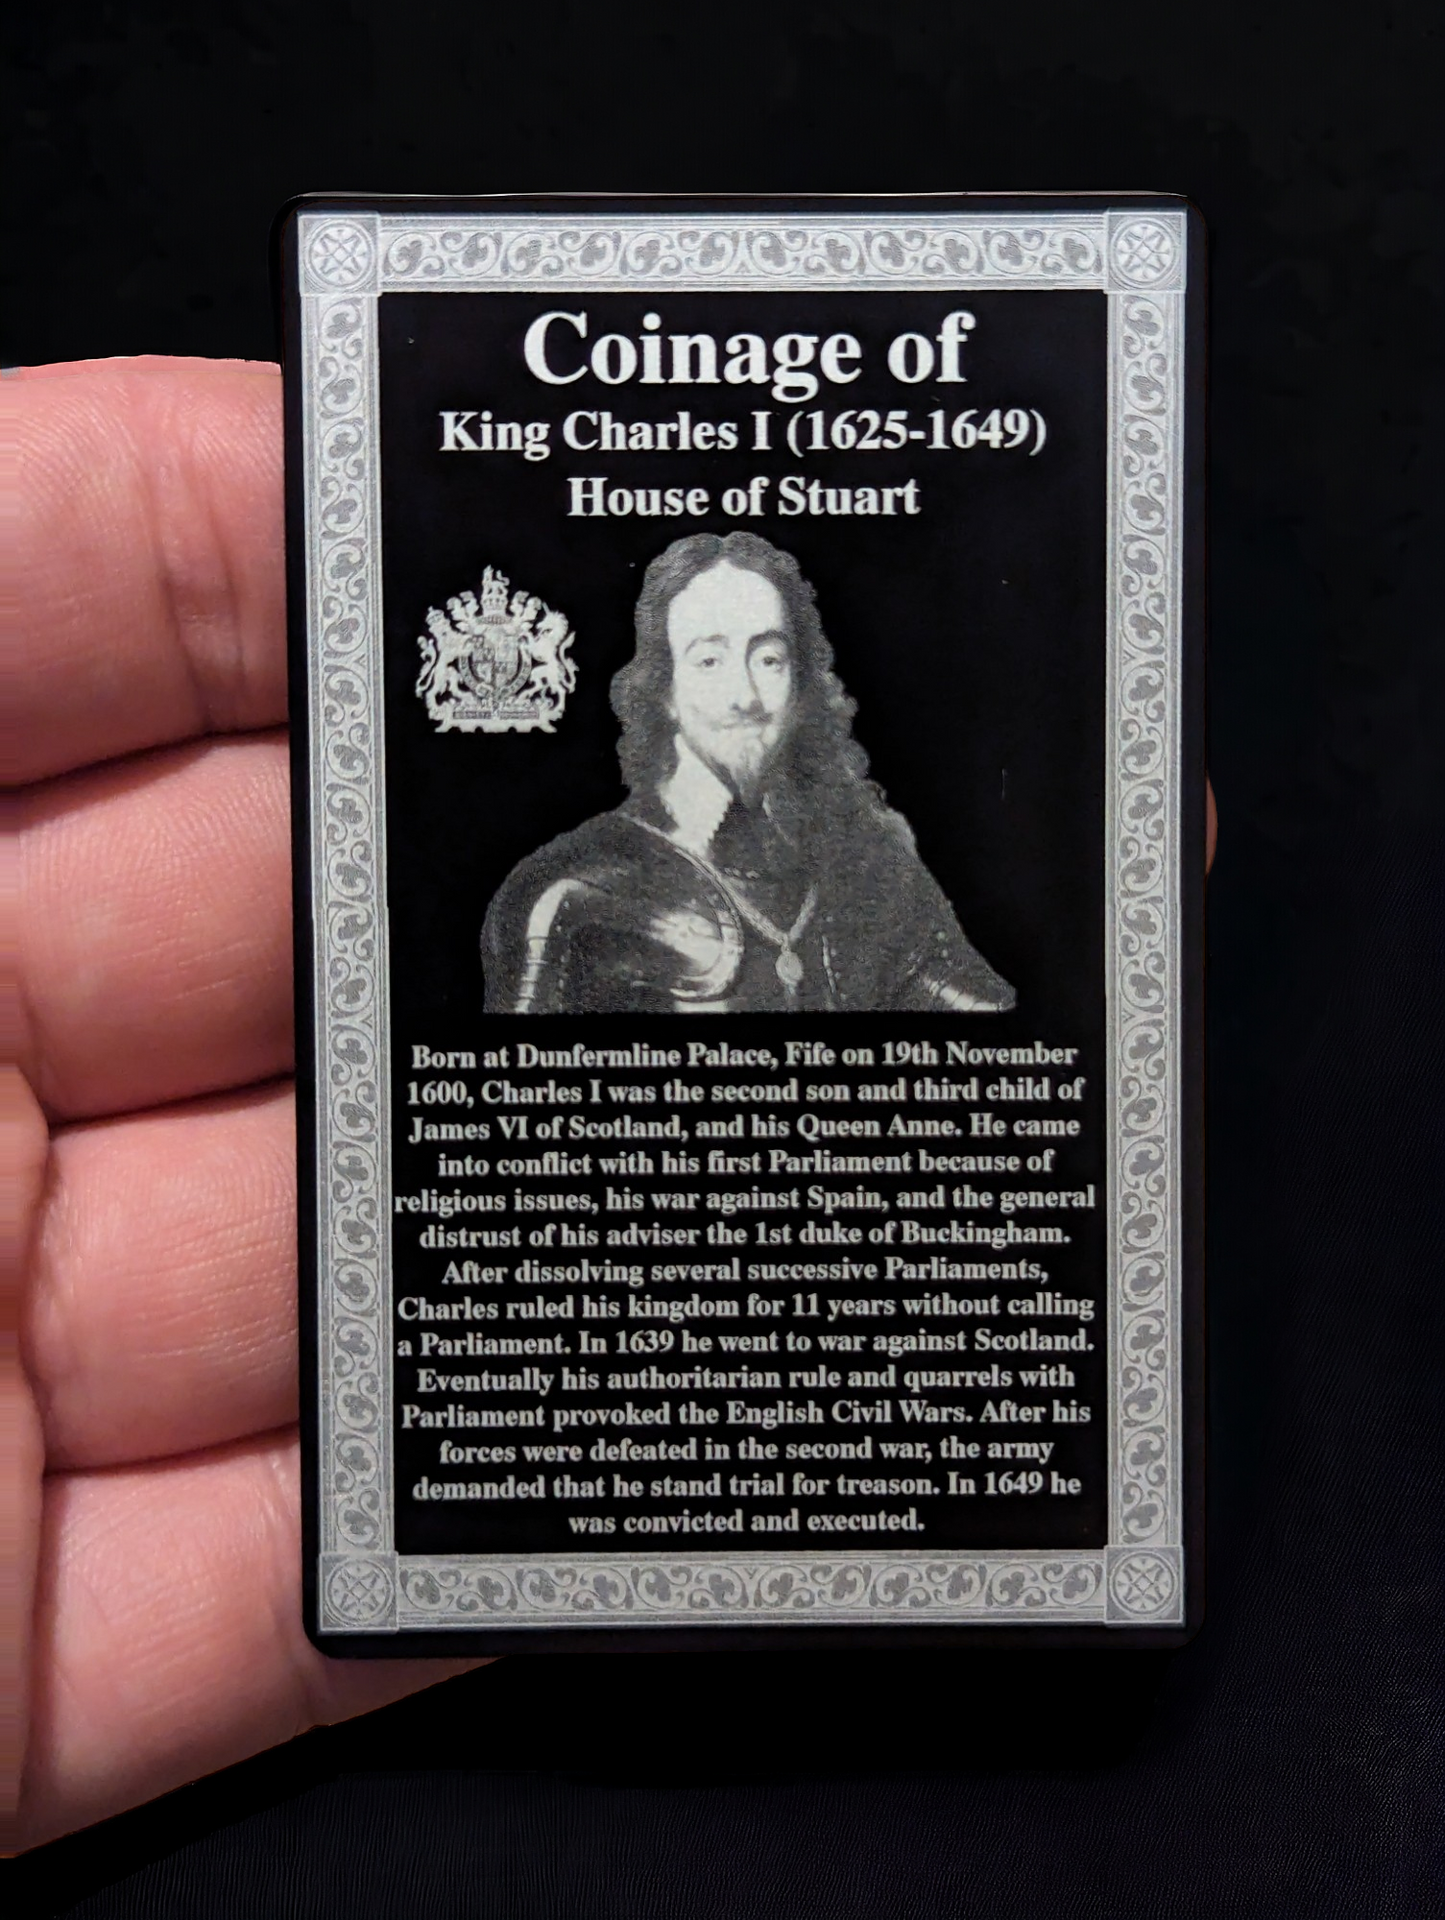 Coinage of
King Charles I (1625-1649)
House of Stuart
Born at Dunfermline Palace, Fife on 19th November
1600, Charles I was the second son and third child of
James VI of Scotland, and his Queen Anne. He came
into conflict with his first Parliament because of
religious issues, his war against Spain, and the general
distrust of his adviser the 1st duke of Buckingham.
After dissolving several successive Parliaments,
Charles ruled his kingdom for 11 years without calling
a Parliament. In 1639 he went to war against Scotland.
Eventually his authoritarian rule and quarrels with
Parliament provoked the English Civil Wars. After his
forces were defeated in the second war, the army
demanded that he stand trial for treason. In 1649 he
was convicted and executed.